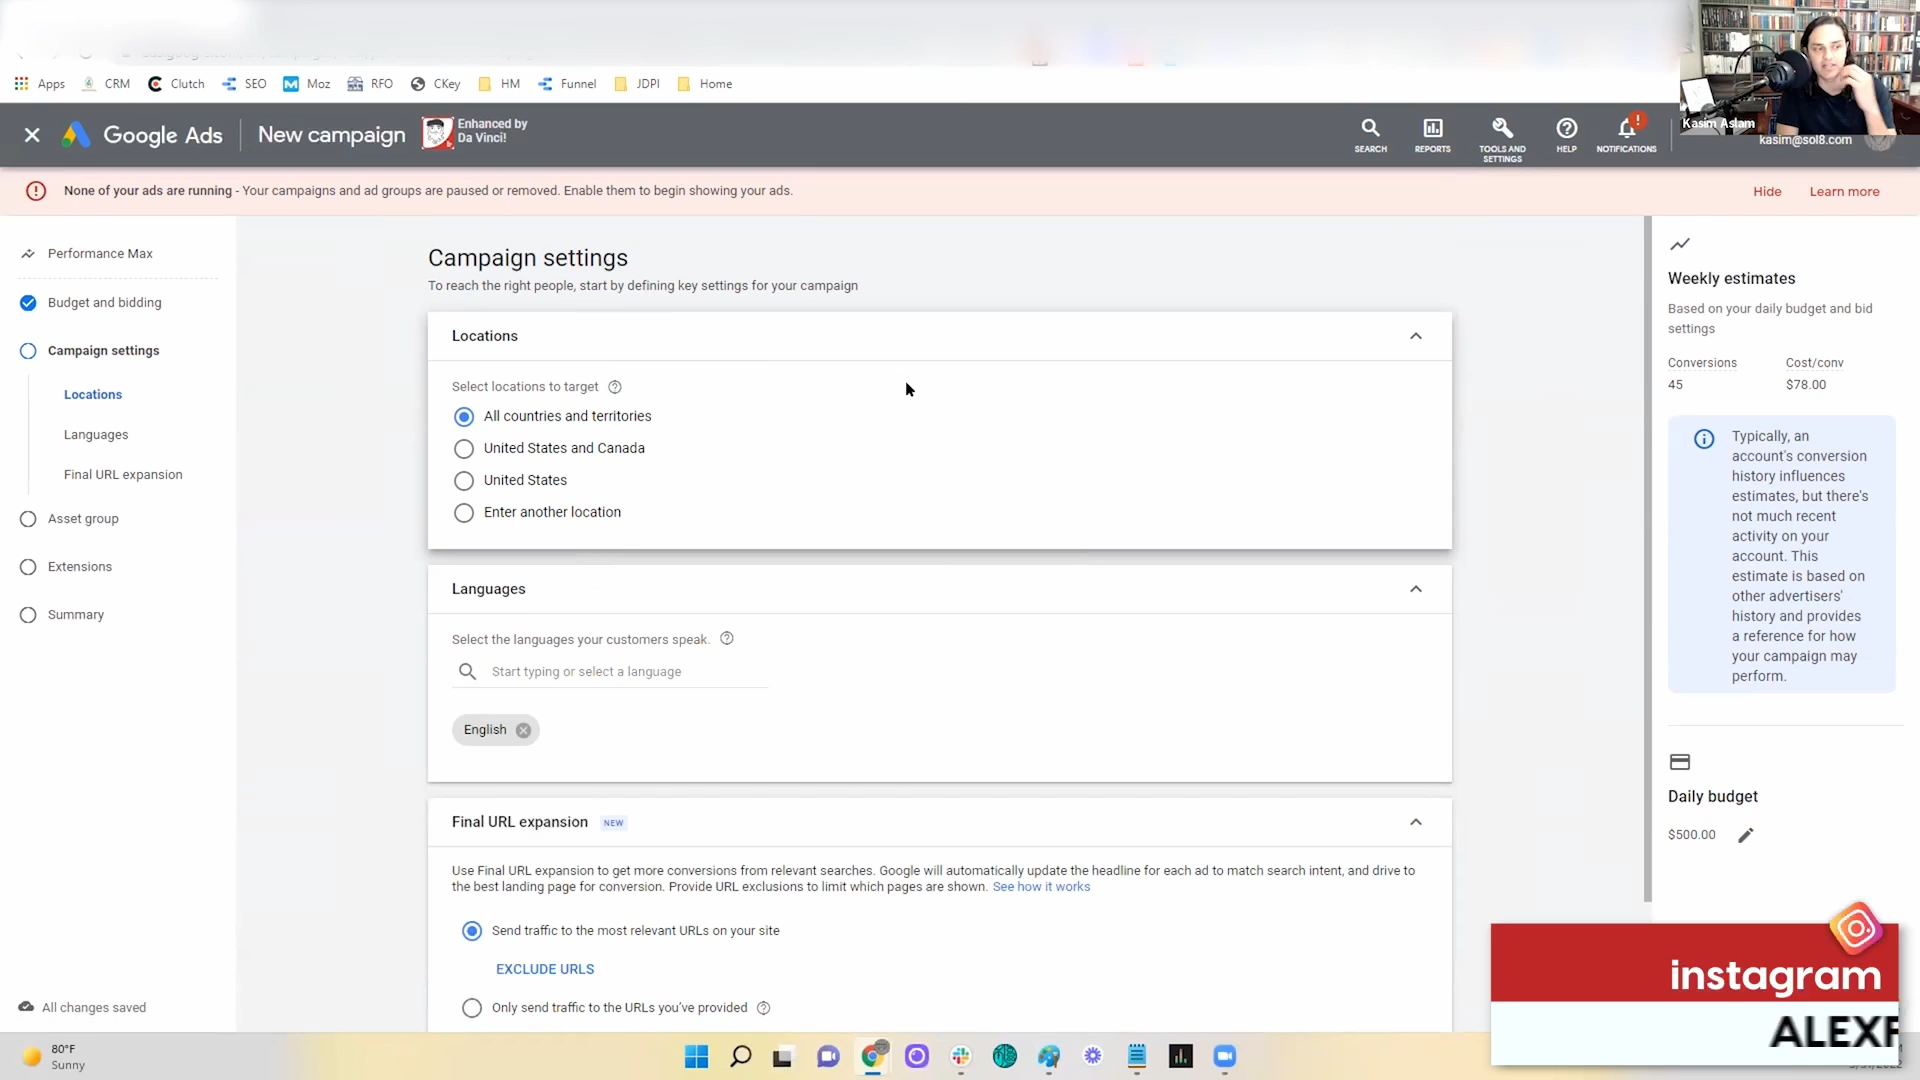 Apps CRM Clutch SEO Moz RFO CKey HM Funnel JDPI Home
Kasim Aslam
Google Ads New campaign Enhanced by
Da Vinci!
SEARCH REPORTS TOOLS AND
SETTINGS HELP NOTIFICATIONS
kasim@sol8.com
None of your ads are running - Your campaigns and ad groups are paused or removed. Enable them to begin showing your ads.
Hide Learn more
Performance Max
Budget and bidding
Campaign settings
Locations
Languages
Final URL expansion
Asset group
Extensions
Summary
All changes saved
Campaign settings
To reach the right people, start by defining key settings for your campaign
Locations
Select locations to target
All countries and territories
United States and Canada
United States
Enter another location
Languages
Select the languages your customers speak.
Start typing or select a language
English
Final URL expansion NEW
Use Final URL expansion to get more conversions from relevant searches. Google will automatically update the headline for each ad to match search intent, and drive to
the best landing page for conversion. Provide URL exclusions to limit which pages are shown. See how it works
Send traffic to the most relevant URLs on your site
EXCLUDE URLS
Only send traffic to the URLs you've provided
Weekly estimates
Based on your daily budget and bid
settings
Conversions Cost/conv
45 $78.00
Typically, an
account's conversion
history influences
estimates, but there's
not much recent
activity on your
account. This
estimate is based on
other advertisers'
history and provides
a reference for how
your campaign may
perform.
Daily budget
$500.00
instagram
ALEXF
80°F
Sunny